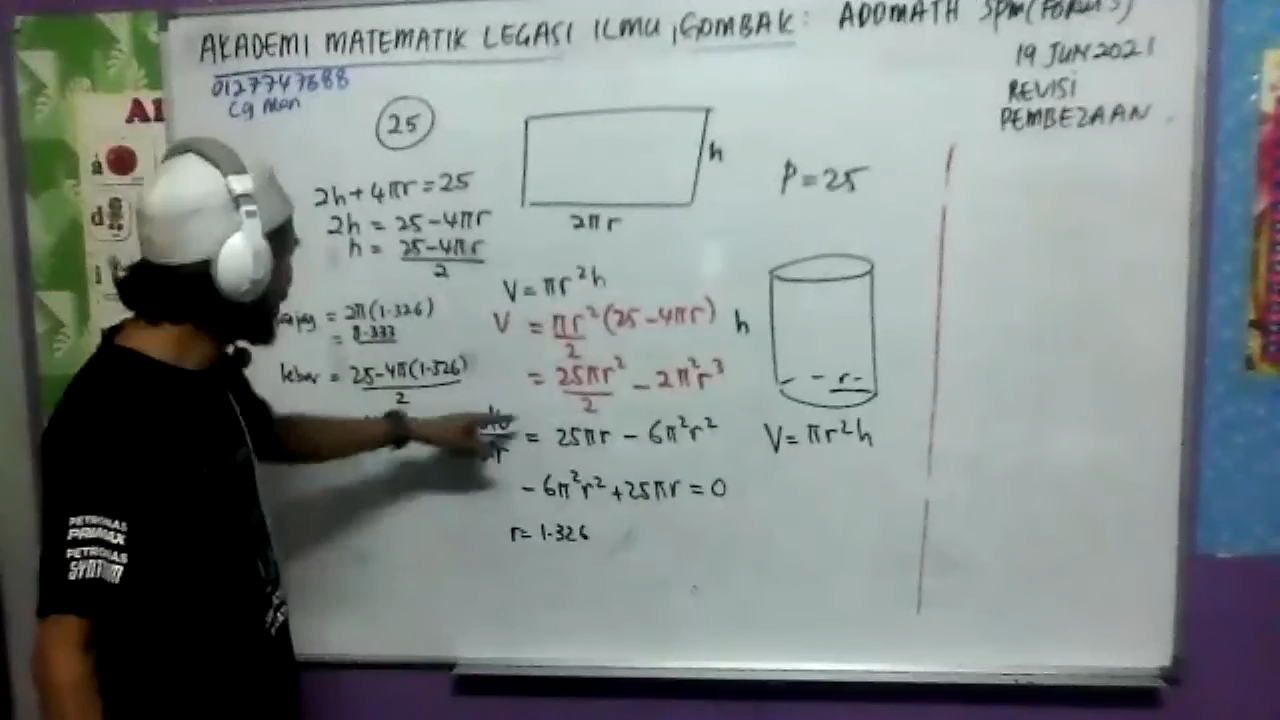 AKADEMI MATEMATIK LEGASI ILMU, GOMBAK : ADDMATH SPM (FORM 5)
0127747688
Cg Man
19 JUN 2021
REVISI
PEMBEZAAN
25
2h + 4πr = 25
2h = 25 - 4πr
h = 25 - 4πr
2
= 2π(1.326)
= 8.333
lebar = 25 - 4π(1.326)
2
h
2πr
P = 25
V = πr²h
V = πr²(25 - 4πr)
2
= 25πr² - 2π²r³
2
= 25πr - 6π²r²
- 6π²r² + 25πr = 0
r = 1.326
h
r
V = πr²h
A
a
d
PETRONAS
PRIMAX
PETRONAS
SYNTIUM